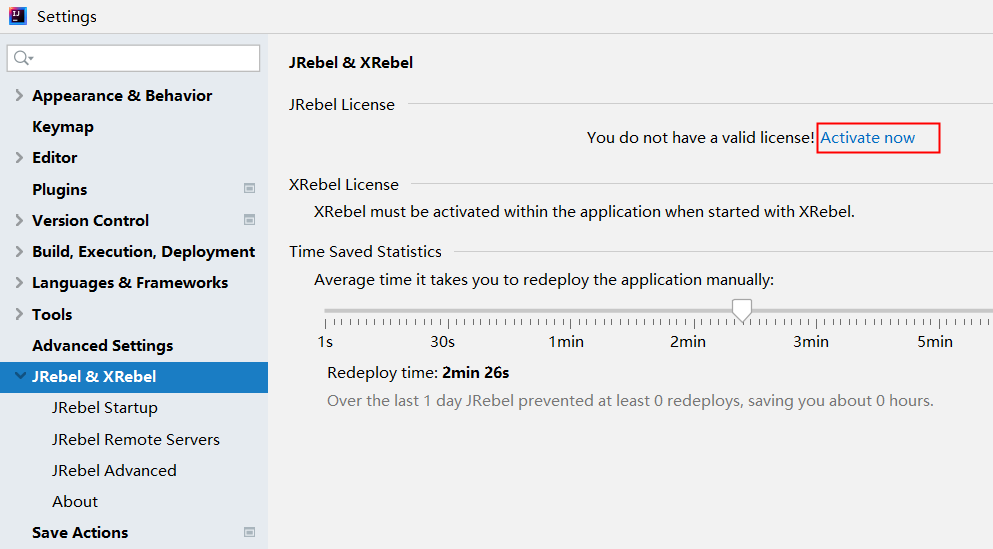 Settings
Appearance & Behavior
Keymap
Editor
Plugins
Version Control
Build, Execution, Deployment
Languages & Frameworks
Tools
Advanced Settings
JRebel & XRebel
JRebel Startup
JRebel Remote Servers
JRebel Advanced
About
Save Actions
JRebel & XRebel
JRebel License
You do not have a valid license! Activate now
XRebel License
XRebel must be activated within the application when started with XRebel.
Time Saved Statistics
Average time it takes you to redeploy the application manually:
1s 30s 1min 2min 3min 5min
Redeploy time: 2min 26s
Over the last 1 day JRebel prevented at least 0 redeploys, saving you about 0 hours.